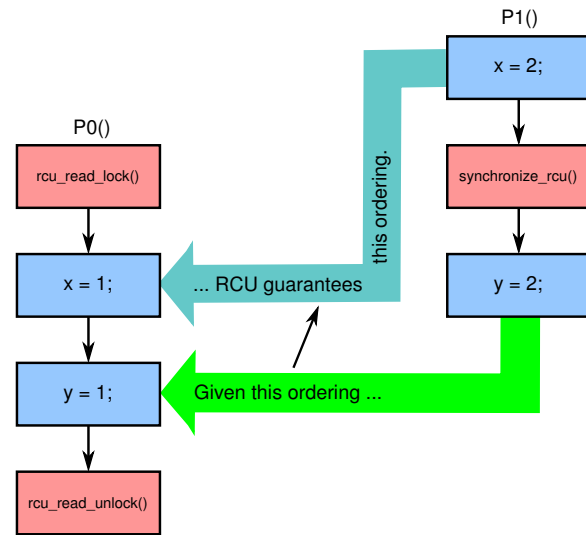 P1()
x = 2;
P0()
rcu_read_lock()
synchronize_rcu()
this ordering.
x = 1;
... RCU guarantees
y = 2;
y = 1;
Given this ordering ...
rcu_read_unlock()